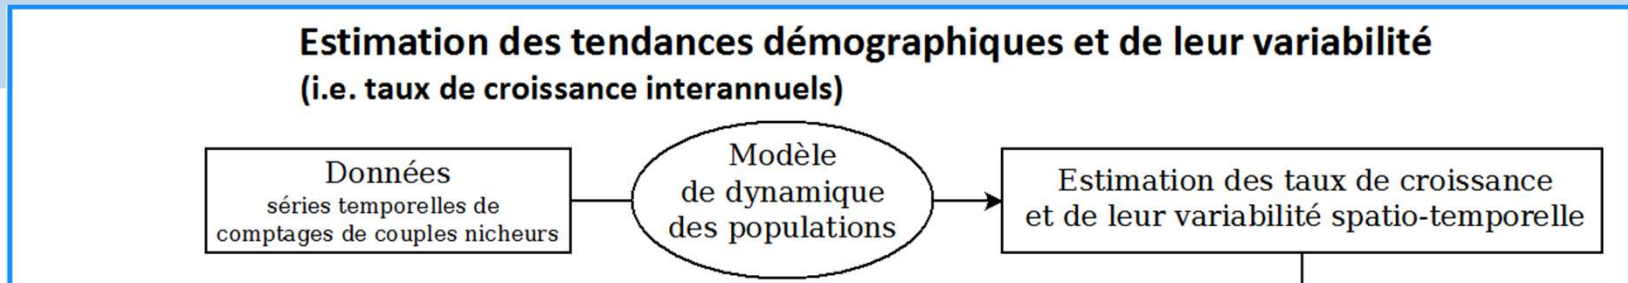 Estimation des tendances démographiques et de leur variabilité
(i.e. taux de croissance interannuels)
Données
séries temporelles de
comptages de couples nicheurs
Modèle
de dynamique
des populations
Estimation des taux de croissance
et de leur variabilité spatio-temporelle